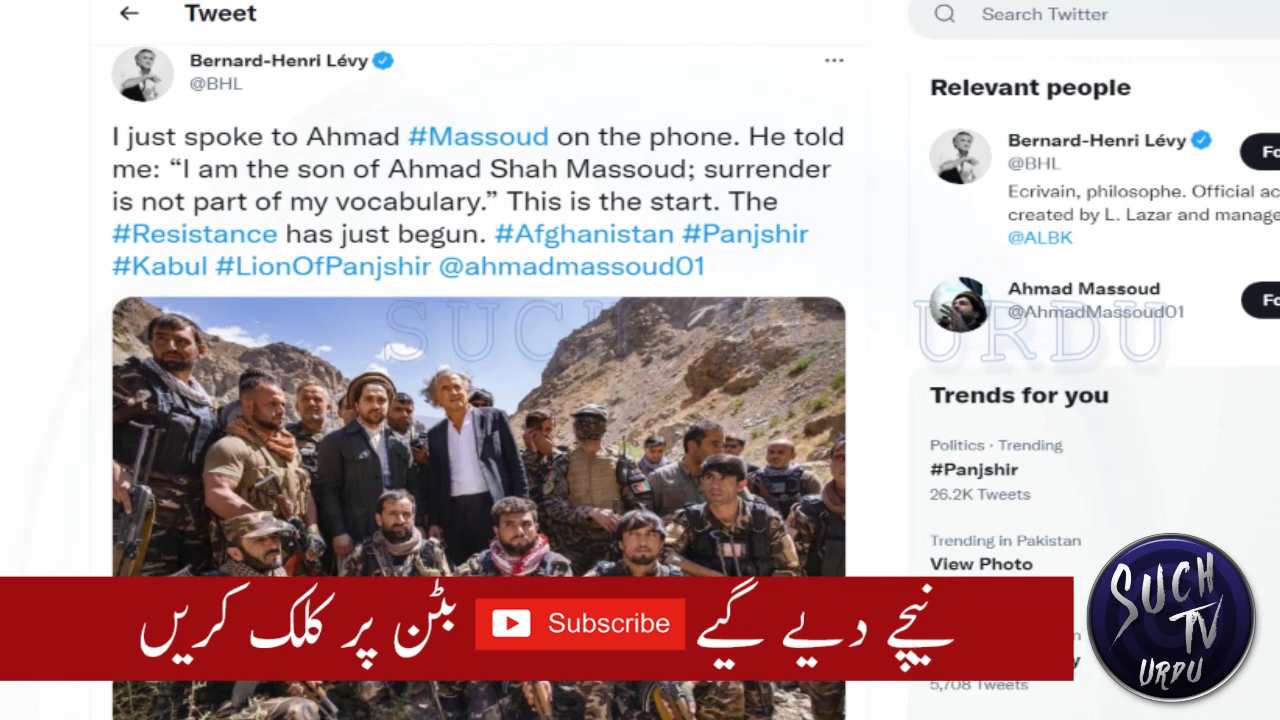 Tweet
Search Twitter
Bernard-Henri Lévy
@BHL
I just spoke to Ahmad #Massoud on the phone. He told
me: “I am the son of Ahmad Shah Massoud; surrender
is not part of my vocabulary.” This is the start. The
#Resistance has just begun. #Afghanistan #Panjshir
#Kabul #LionOfPanjshir @ahmadmassoud01
Relevant people
Bernard-Henri Lévy
@BHL
Fo
Ecrivain, philosophe. Official ac
created by L. Lazar and manage
@ALBK
Ahmad Massoud
@AhmadMassoud01
Fo
SUCH URDU
Trends for you
Politics · Trending
#Panjshir
26.2K Tweets
Trending in Pakistan
View Photo
5,708 Tweets
نیچے دیے گیے Subscribe بٹن پر کلک کریں
SUCH
TV
URDU